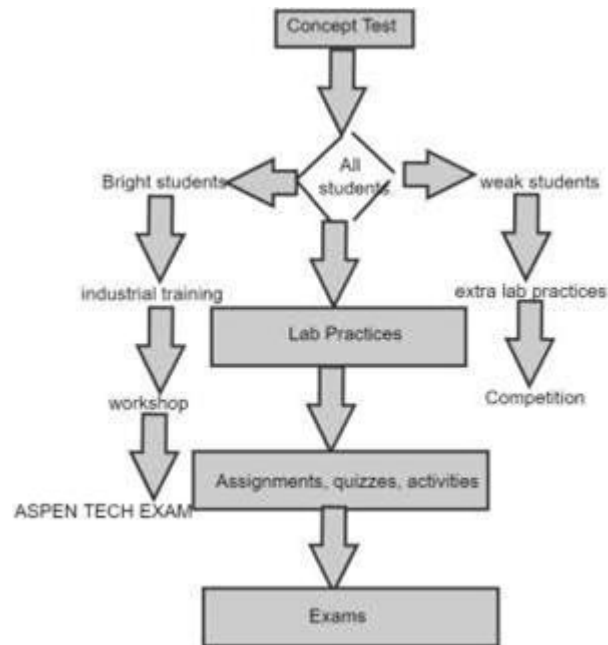 Concept Test
All
students
Bright students
weak students
industrial training
extra lab practices
Lab Practices
workshop
Competition
Assignments, quizzes, activities
ASPEN TECH EXAM
Exams